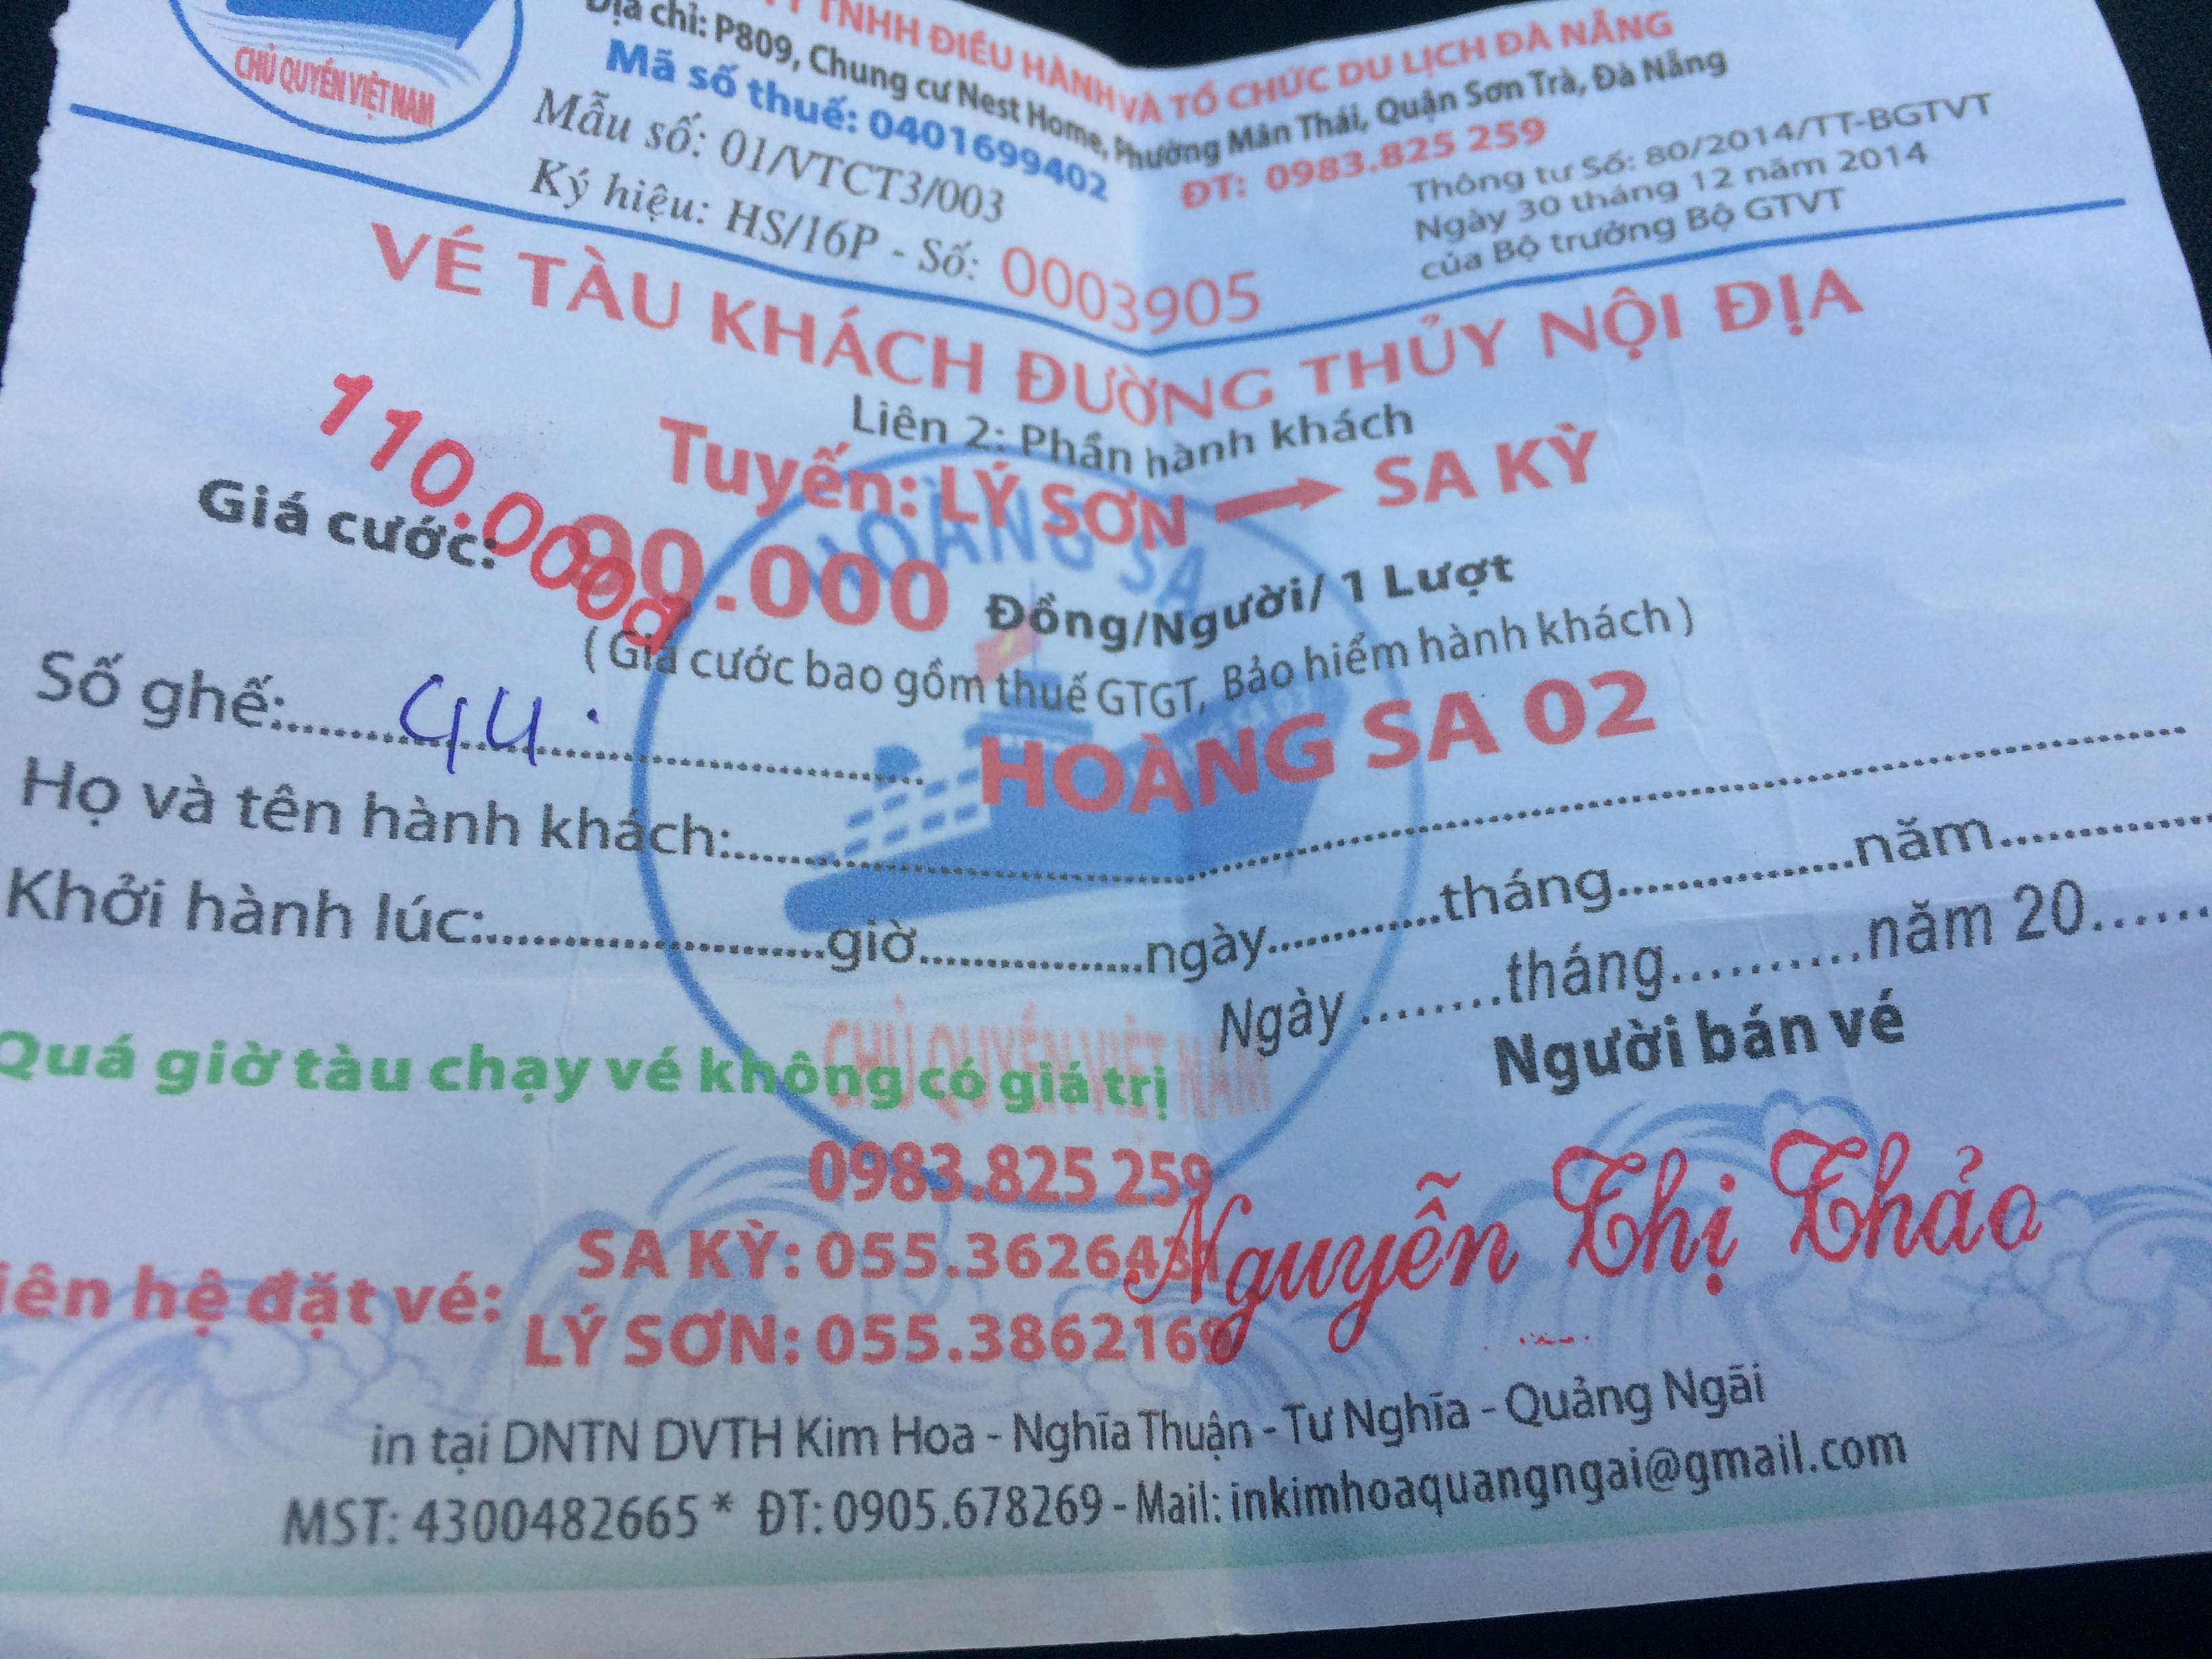 CHỦ QUYỀN VIỆT NAM
TNHH ĐIỀU HÀNH VÀ TỔ CHỨC DU LỊCH ĐÀ NẴNG
Địa chỉ: P809, Chung cư Nest Home, Phường Mân Thái, Quận Sơn Trà, Đà Nẵng
Mã số thuế: 0401699402 ĐT: 0983.825 259
Mẫu số: 01/VTCT3/003
Ký hiệu: HS/16P - Số: 0003905
Thông tư Số: 80/2014/TT-BGTVT
Ngày 30 tháng 12 năm 2014
của Bộ trưởng Bộ GTVT
VÉ TÀU KHÁCH ĐƯỜNG THỦY NỘI ĐỊA
Liên 2: Phần hành khách
Tuyến: LÝ SƠN → SA KỲ
110.000đ
Giá cước: 90.000 Đồng/Người/ 1 Lượt
( Giá cước bao gồm thuế GTGT, Bảo hiểm hành khách )
HOÀNG SA
Số ghế:..... 44 ..... HOÀNG SA 02
Họ và tên hành khách:.....
Khởi hành lúc:.....giờ.....ngày.....tháng.....năm.....
Ngày ........tháng..........năm 20......
Người bán vé
CHỦ QUYỀN VIỆT NAM
Quá giờ tàu chạy vé không có giá trị
0983.825 259
iên hệ đặt vé: SA KỲ: 055.3626431
LÝ SƠN: 055.3862169
Nguyễn Thị Thảo
in tại DNTN DVTH Kim Hoa - Nghĩa Thuận - Tư Nghĩa - Quảng Ngãi
MST: 4300482665 * ĐT: 0905.678269 - Mail: inkimhoaquangngai@gmail.com